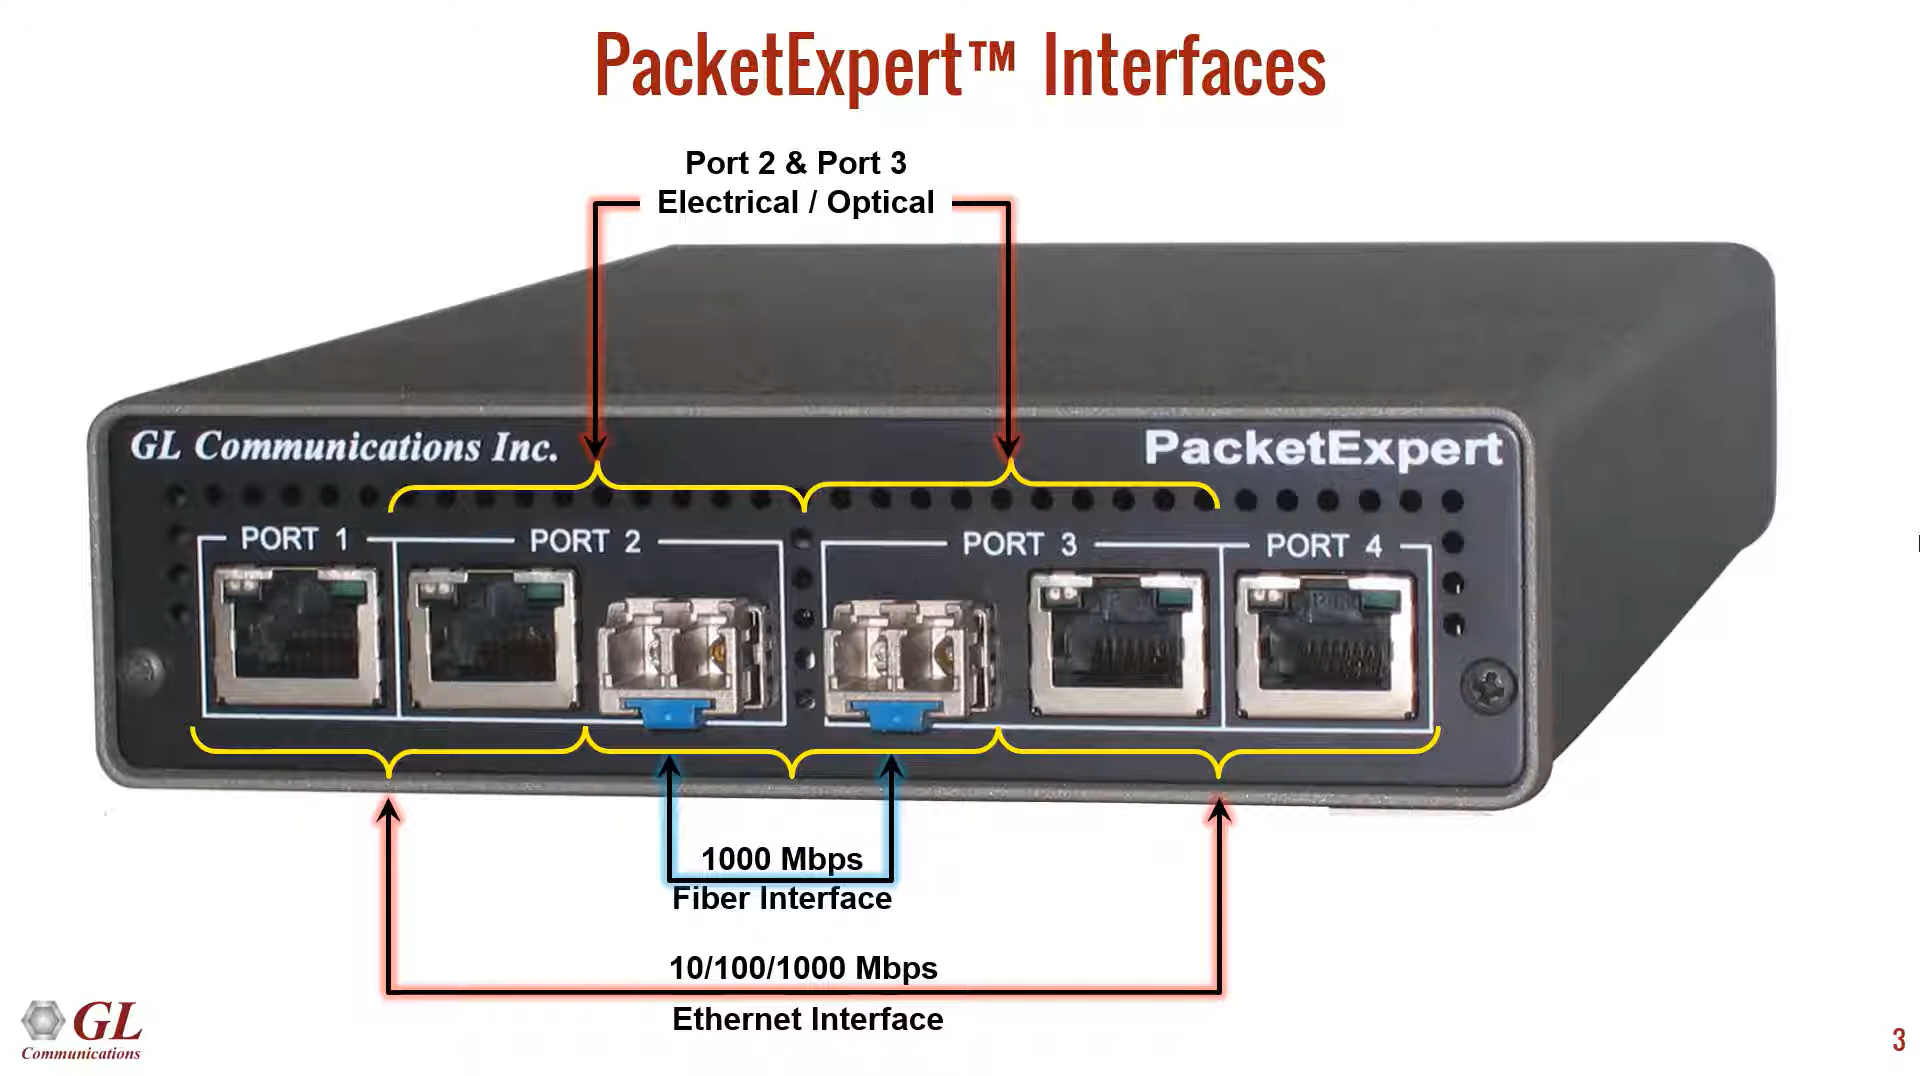 PacketExpert™ Interfaces
Port 2 & Port 3
Electrical / Optical
GL Communications Inc.
PacketExpert
PORT 1
PORT 2
PORT 3
PORT 4
1000 Mbps
Fiber Interface
10/100/1000 Mbps
Ethernet Interface
GL
Communications
3